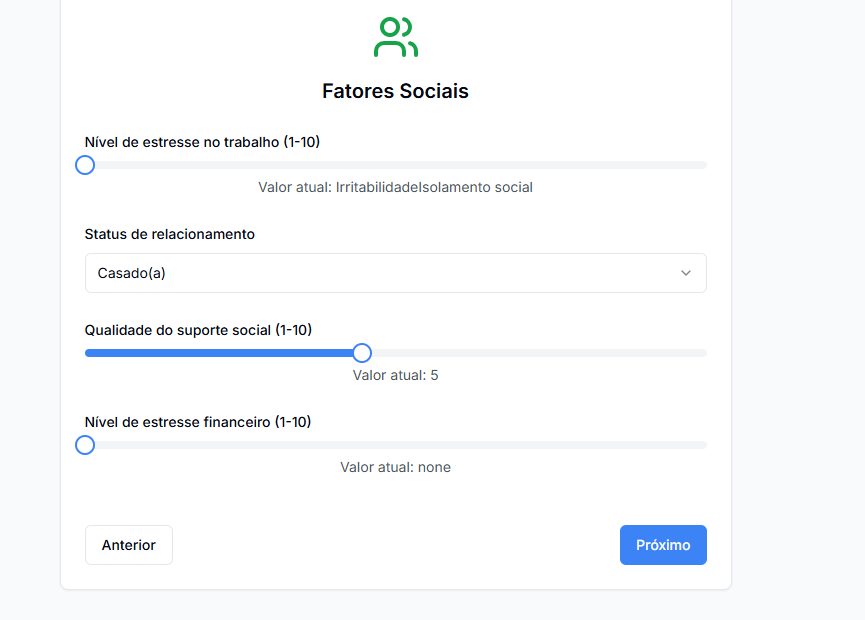 Fatores Sociais
Nível de estresse no trabalho (1-10)
Valor atual: IrritabilidadeIsolamento social
Status de relacionamento
Casado(a)
Qualidade do suporte social (1-10)
Valor atual: 5
Nível de estresse financeiro (1-10)
Valor atual: none
Anterior
Próximo